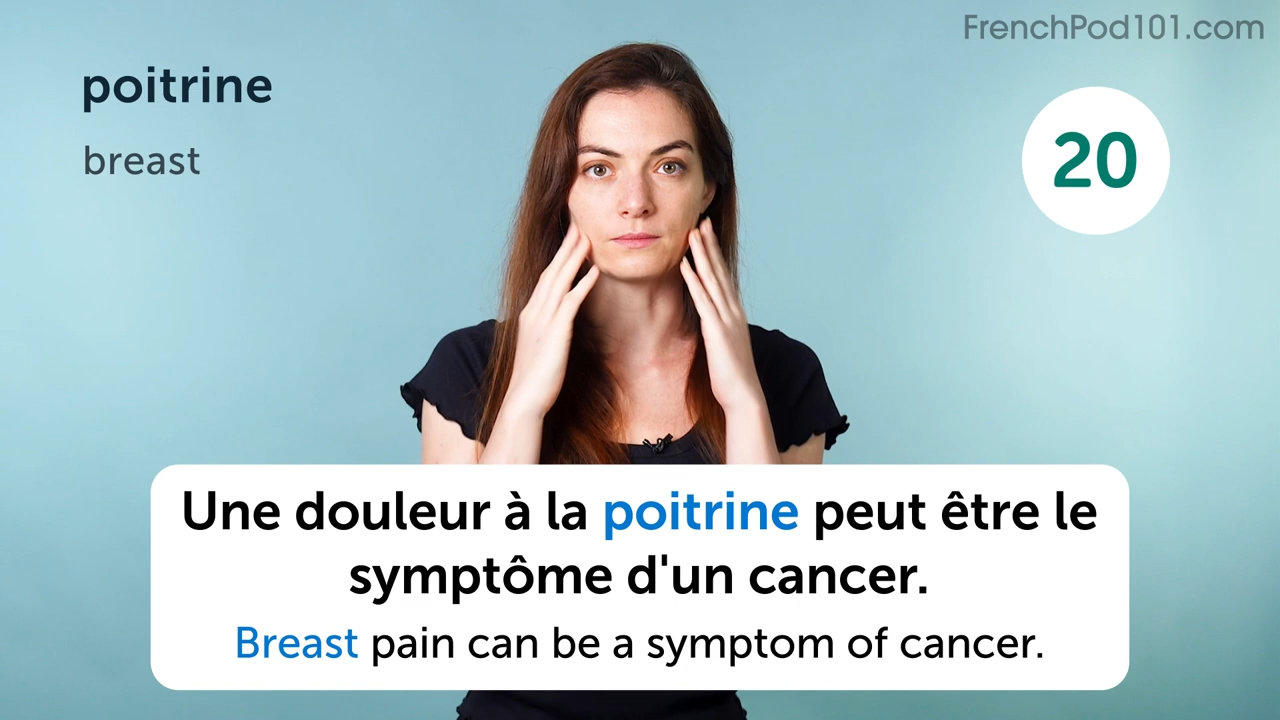 FrenchPod101.com
poitrine
breast
20
Une douleur à la poitrine peut être le
symptôme d'un cancer.
Breast pain can be a symptom of cancer.